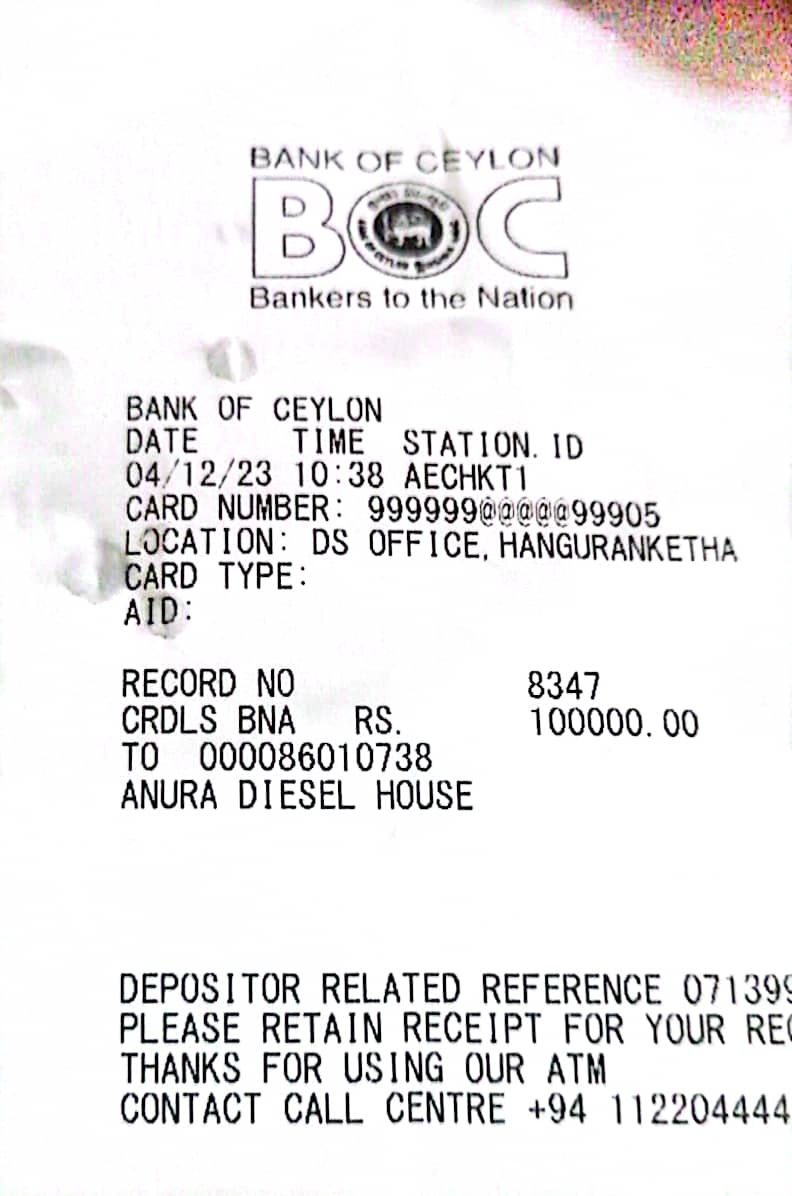 BANK OF CEYLON
BOC
Bankers to the Nation
BANK OF CEYLON
DATE TIME STATION. ID
04/12/23 10:38 AECHKT1
CARD NUMBER: 999999@@@@@99905
LOCATION: DS OFFICE, HANGURANKETHA
CARD TYPE:
AID:
RECORD NO 8347
CRDLS BNA RS. 100000.00
TO 000086010738
ANURA DIESEL HOUSE
DEPOSITOR RELATED REFERENCE 071399
PLEASE RETAIN RECEIPT FOR YOUR REC
THANKS FOR USING OUR ATM
CONTACT CALL CENTRE +94 112204444